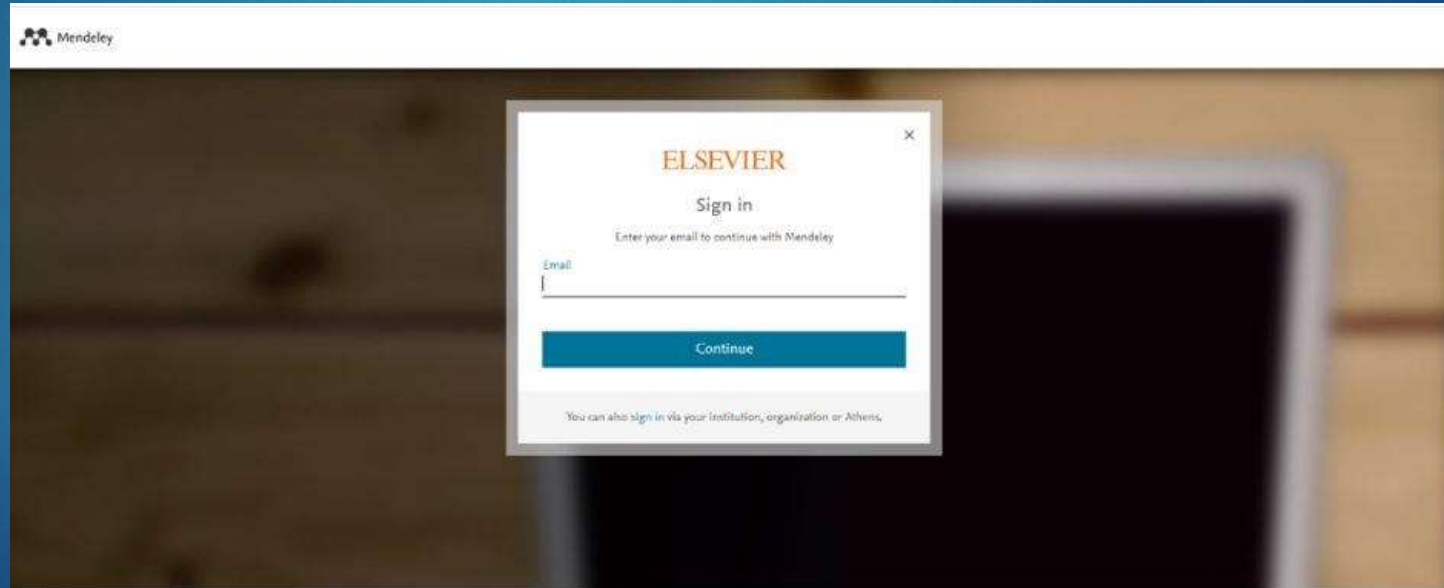 Mendeley
ELSEVIER
Sign in
Enter your email to continue with Mendeley
Email
Continue
You can also sign in via your institution, organization or Athens.